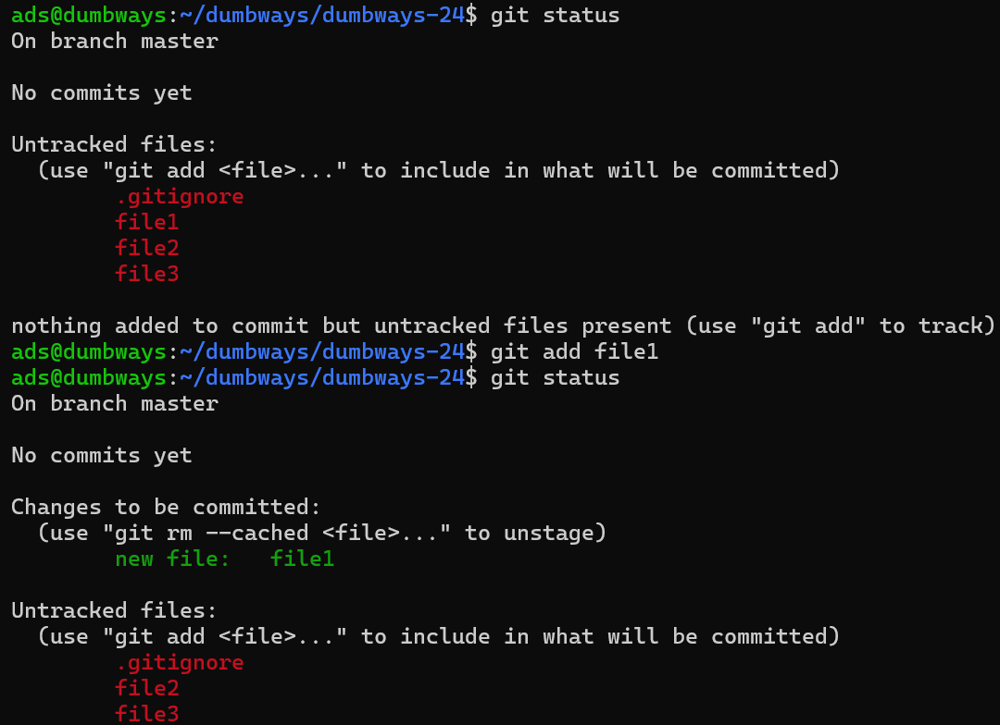 ads@dumbways:~/dumbways/dumbways-24$ git status
On branch master
No commits yet
Untracked files:
  (use "git add <file>..." to include in what will be committed)
        .gitignore
        file1
        file2
        file3
nothing added to commit but untracked files present (use "git add" to track)
ads@dumbways:~/dumbways/dumbways-24$ git add file1
ads@dumbways:~/dumbways/dumbways-24$ git status
On branch master
No commits yet
Changes to be committed:
  (use "git rm --cached <file>..." to unstage)
        new file:   file1
Untracked files:
  (use "git add <file>..." to include in what will be committed)
        .gitignore
        file2
        file3